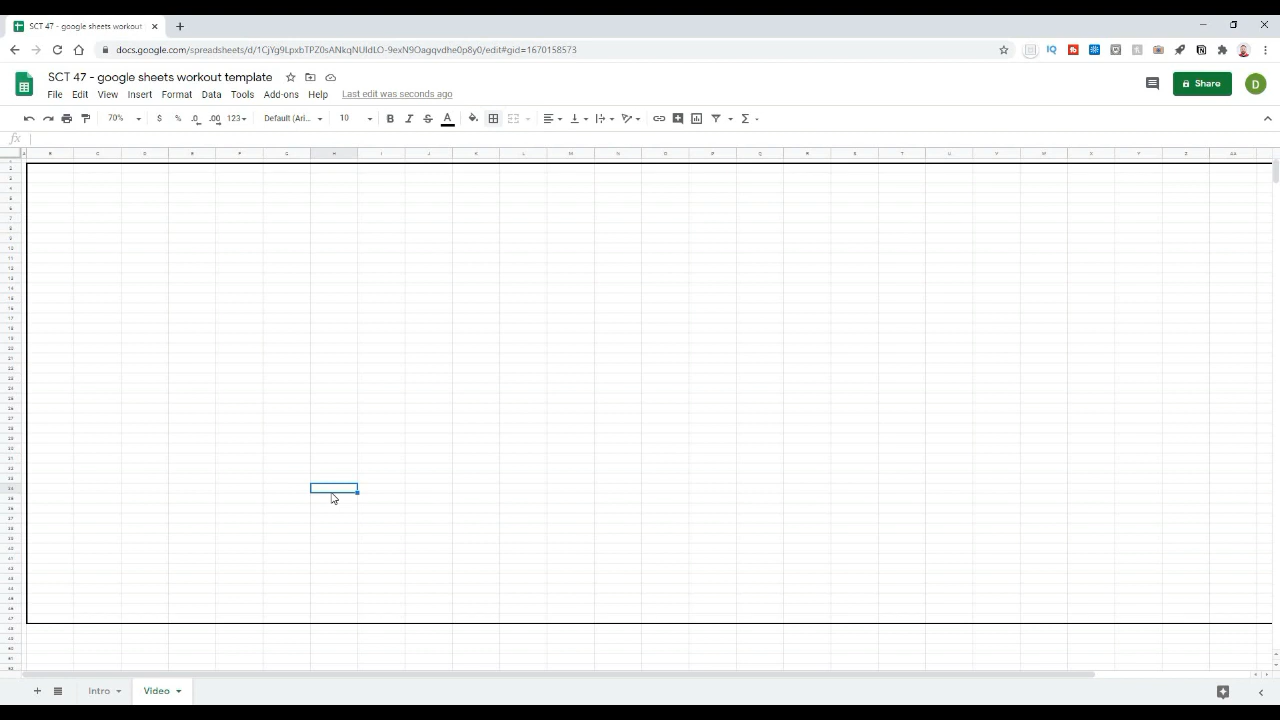 SCT 47 - google sheets workout
docs.google.com/spreadsheets/d/1CjYg9LpxbTPZ0sANkqNUIdLO-9exN9Oagqvdhe0p8y0/edit#gid=1670158573
SCT 47 - google sheets workout template
File Edit View Insert Format Data Tools Add-ons Help Last edit was seconds ago
Share
D
70% $ % .0 .00 123 Default (Ari... 10 B I S A
fx
B C D E F G H I J K L M N O P Q R S T U V W X Y Z AA
Intro
Video